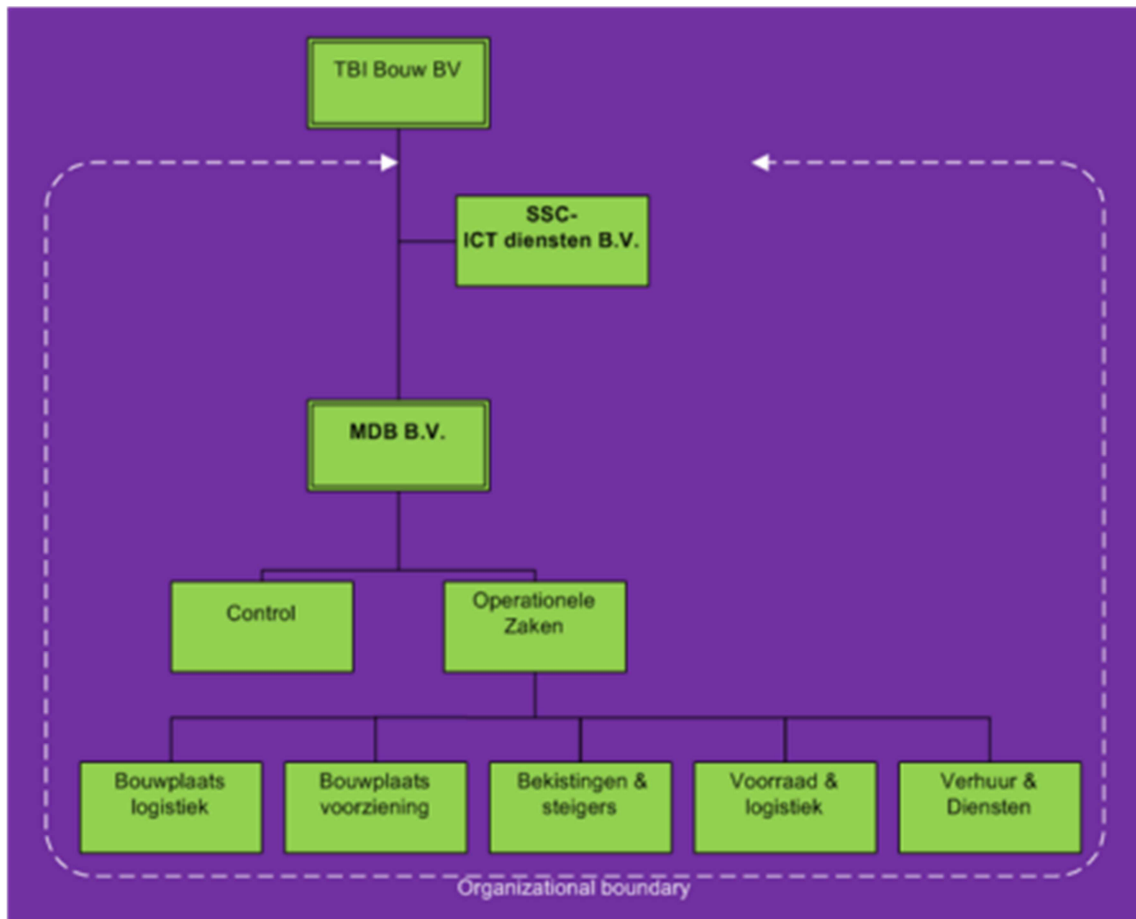 TBI Bouw BV
SSC-
ICT diensten B.V.
MDB B.V.
Control
Operationele
Zaken
Bouwplaats
logistiek
Bouwplaats
voorziening
Bekistingen &
steigers
Voorraad &
logistiek
Verhuur &
Diensten
Organizational boundary